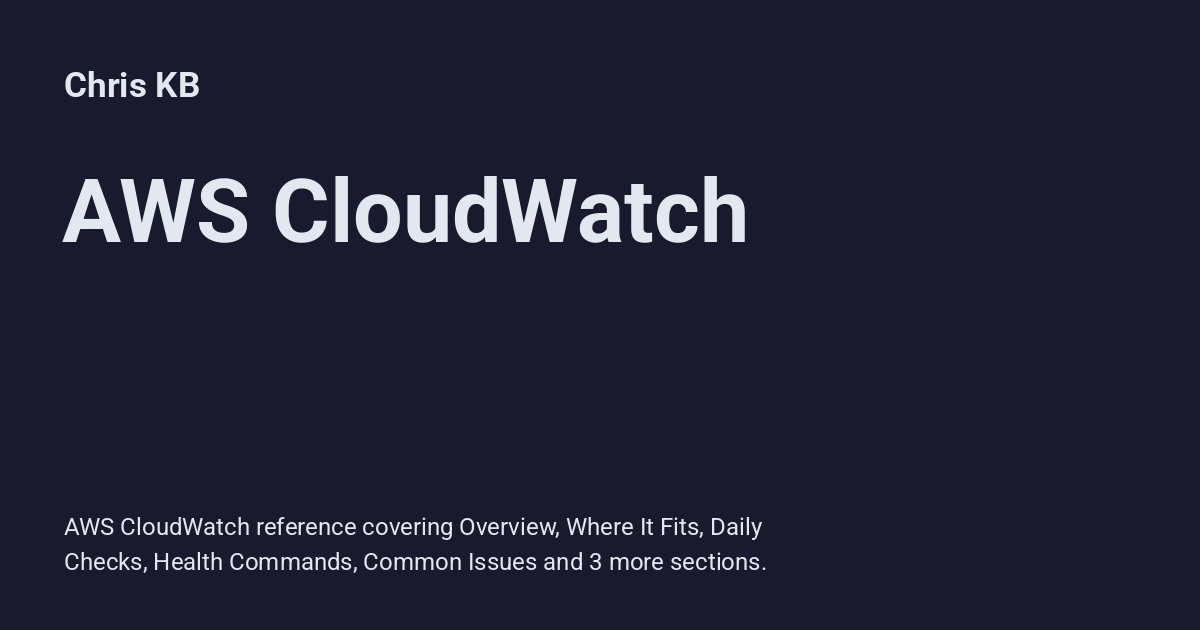 Chris KB
AWS CloudWatch
AWS CloudWatch reference covering Overview, Where It Fits, Daily
Checks, Health Commands, Common Issues and 3 more sections.